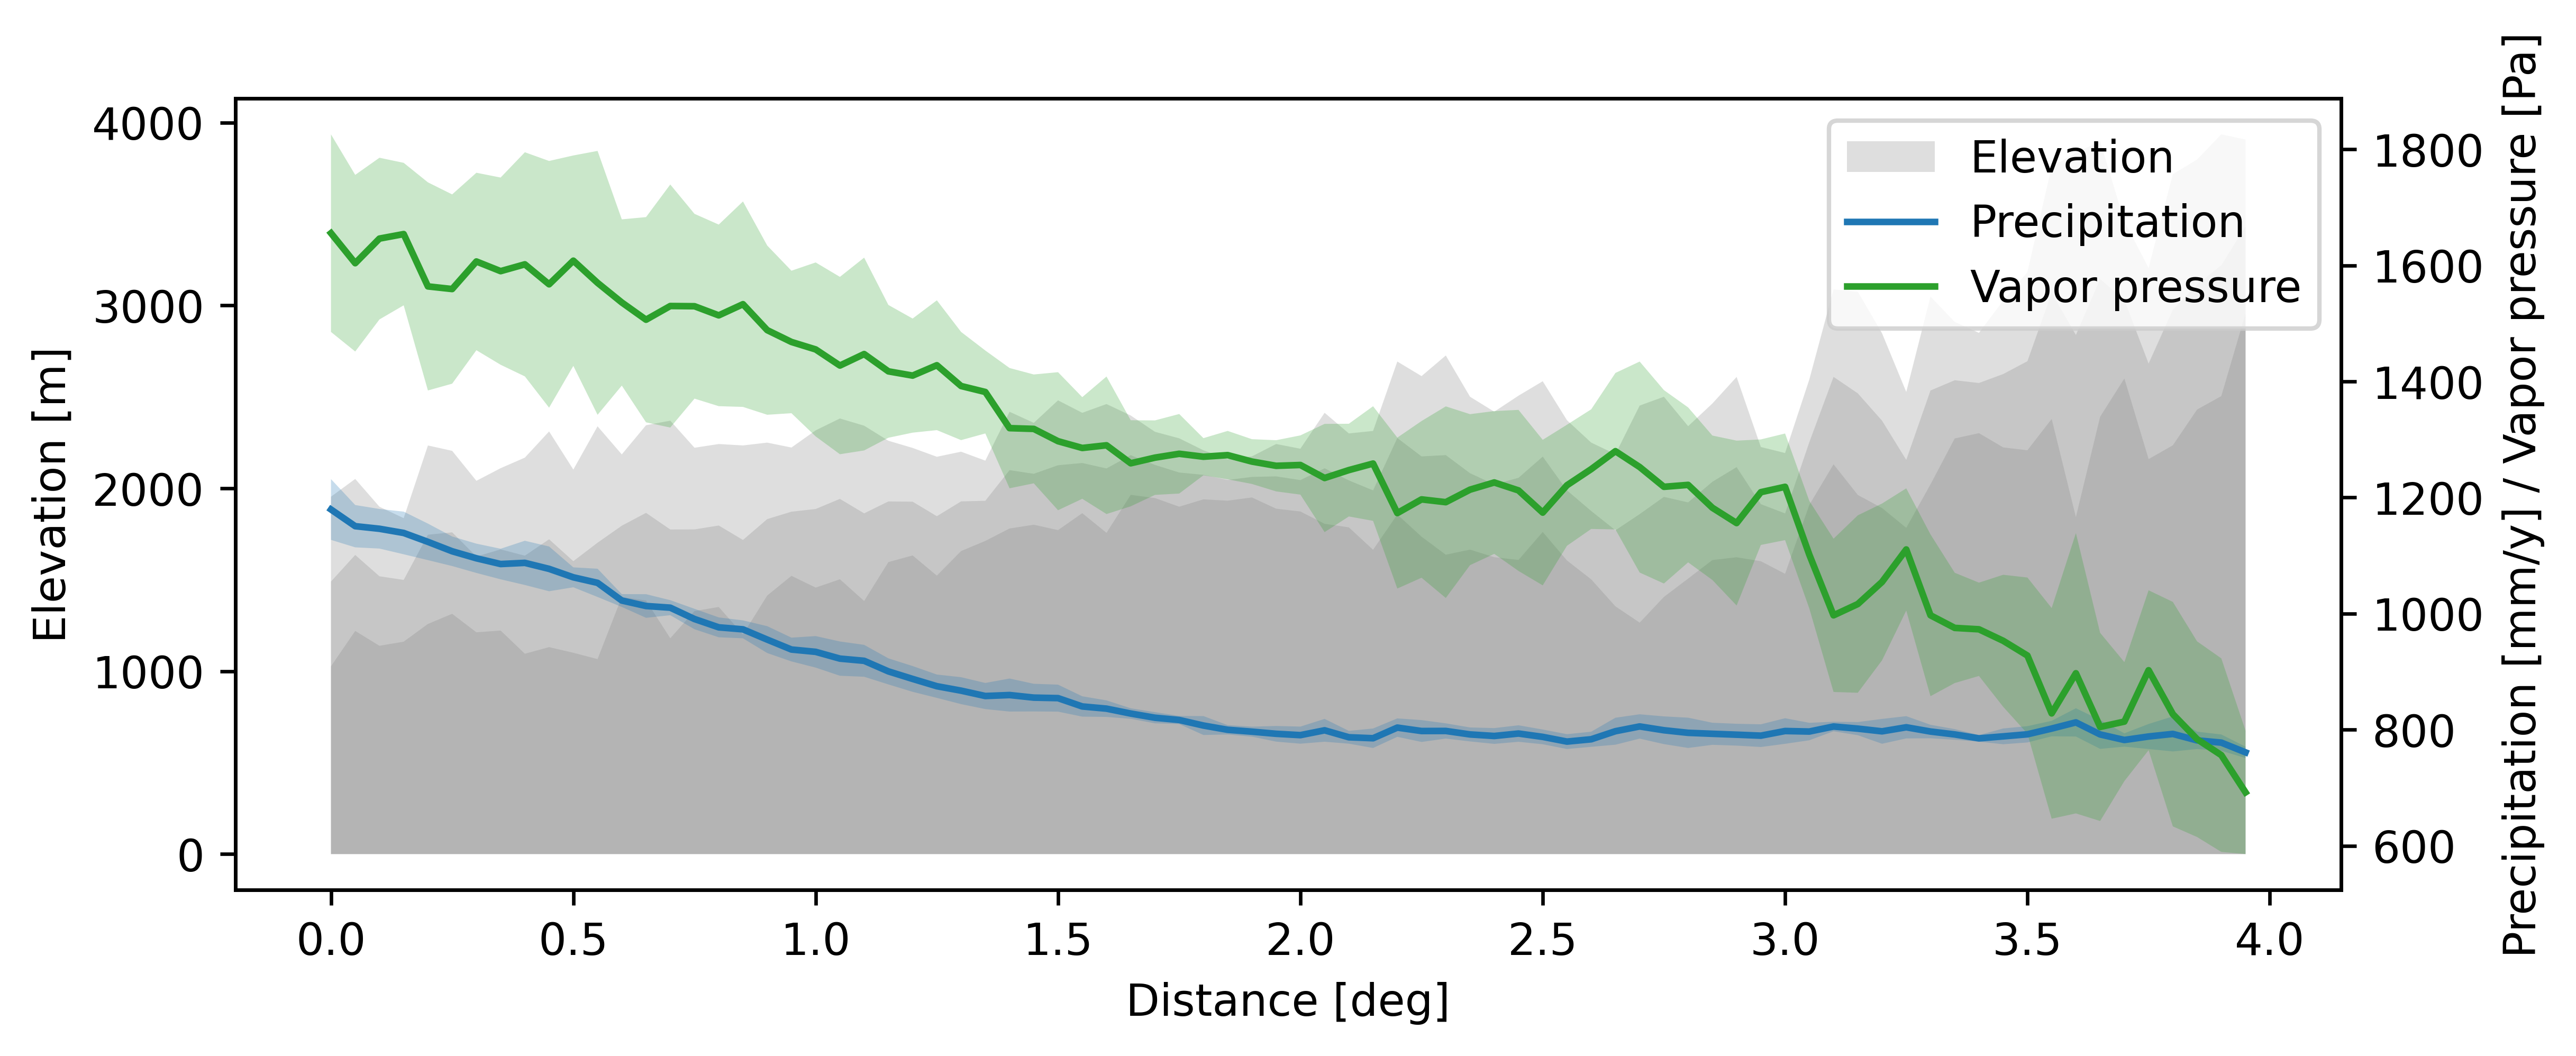 4000
3000
2000
1000
0
Elevation [m]
0.0 0.5 1.0 1.5 2.0 2.5 3.0 3.5 4.0
Distance [deg]
1800
1600
1400
1200
1000
800
600
Precipitation [mm/y] / Vapor pressure [Pa]
Elevation
Precipitation
Vapor pressure